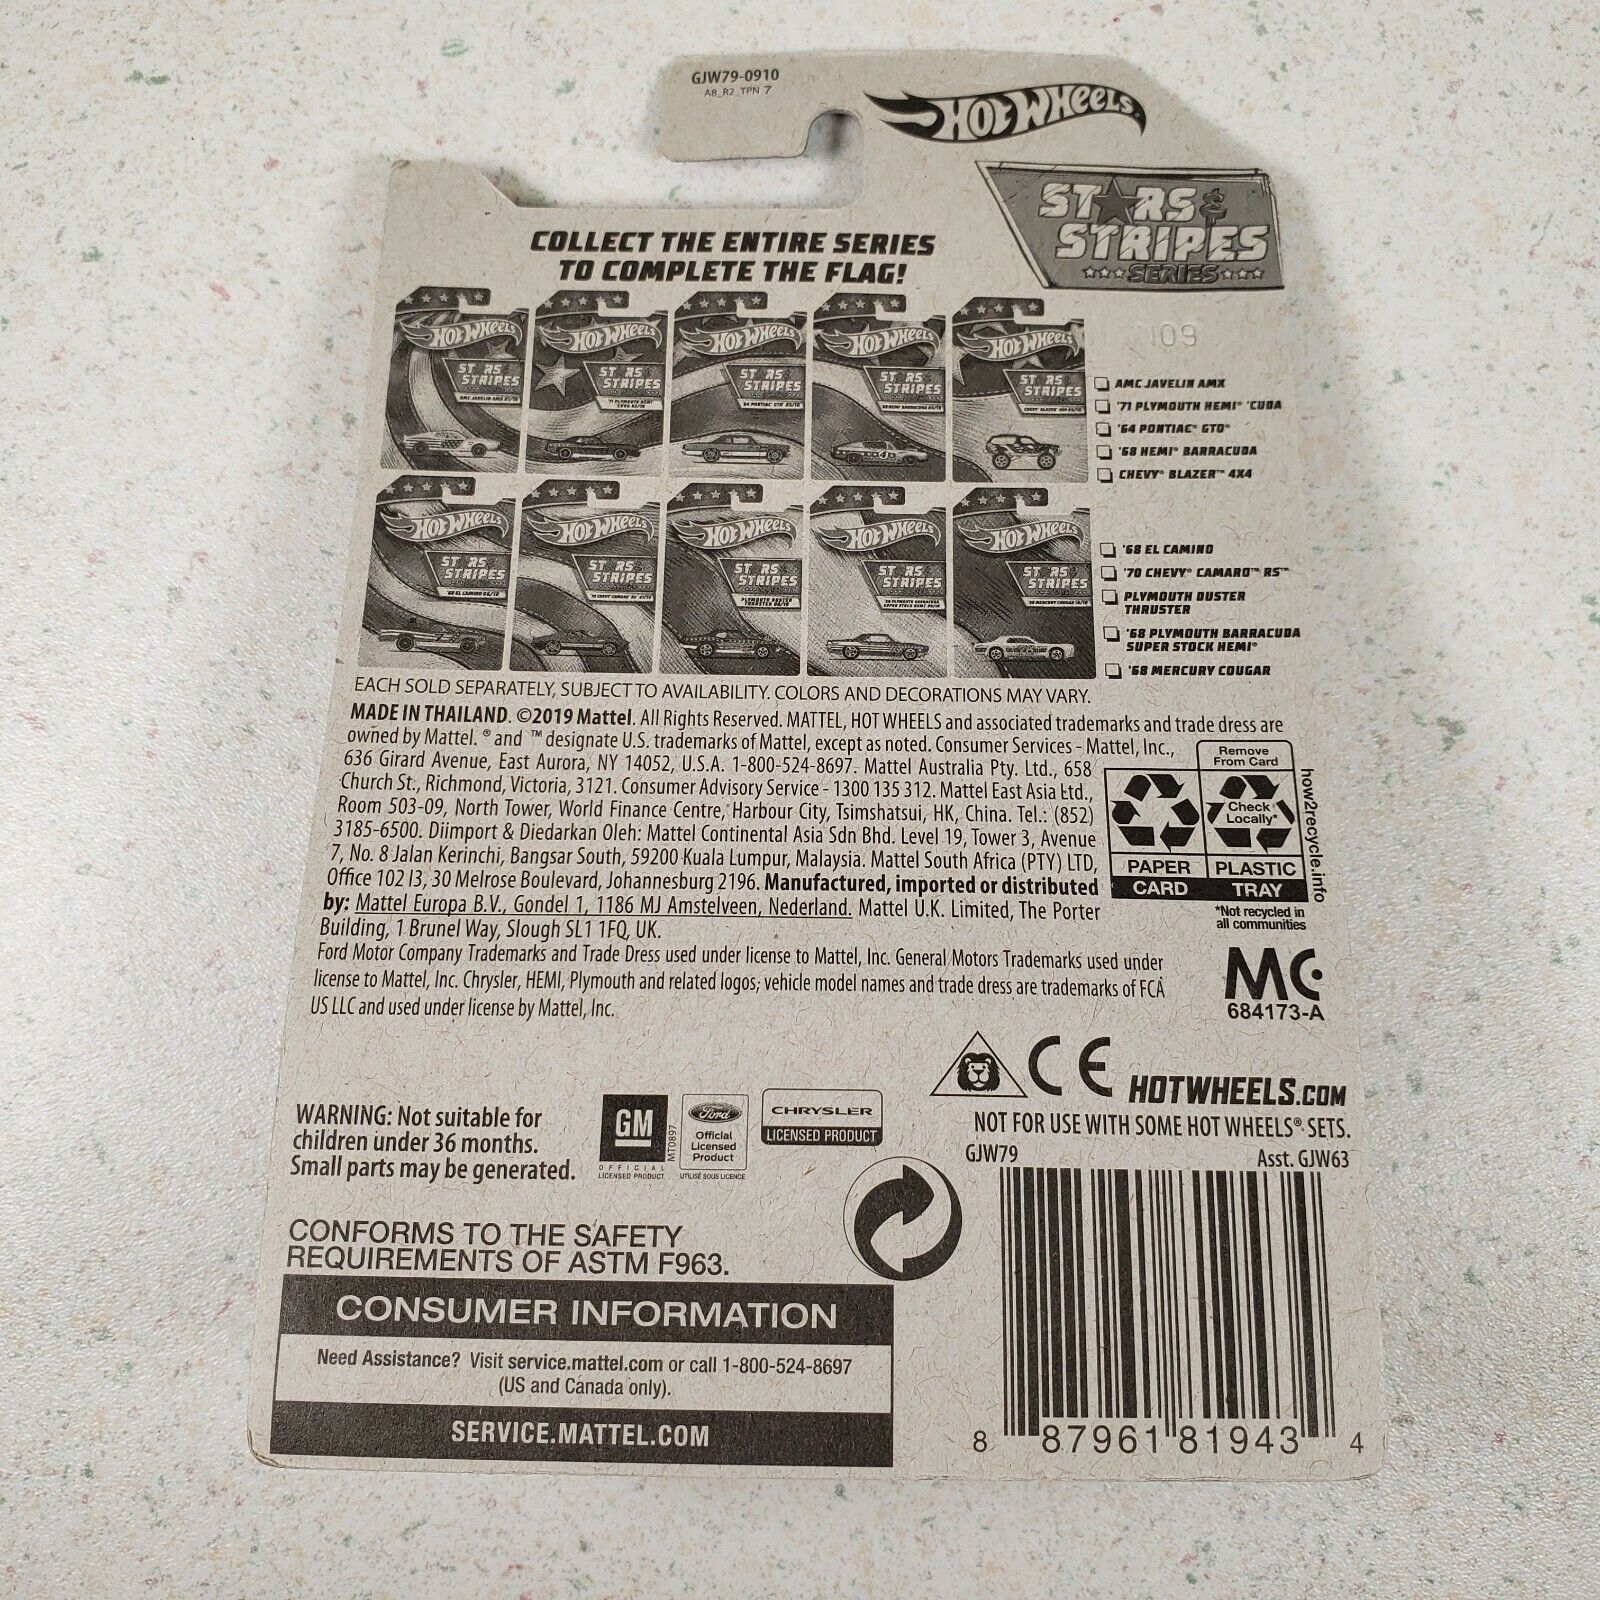 GJW79-0910
A8_R2_TPN 7
HOT WHEELS
ST★RS &
STRIPES
SERIES
COLLECT THE ENTIRE SERIES
TO COMPLETE THE FLAG!
109
AMC JAVELIN AMX
'71 PLYMOUTH HEMI® 'CUDA
'64 PONTIAC® GTO®
'68 HEMI® BARRACUDA
CHEVY® BLAZER™ 4X4
'68 EL CAMINO
'70 CHEVY® CAMARO™ RS™
PLYMOUTH DUSTER
THRUSTER
'68 PLYMOUTH BARRACUDA
SUPER STOCK HEMI®
'68 MERCURY COUGAR
EACH SOLD SEPARATELY, SUBJECT TO AVAILABILITY. COLORS AND DECORATIONS MAY VARY.
MADE IN THAILAND. ©2019 Mattel. All Rights Reserved. MATTEL, HOT WHEELS and associated trademarks and trade dress are
owned by Mattel. ® and ™ designate U.S. trademarks of Mattel, except as noted. Consumer Services - Mattel, Inc.,
636 Girard Avenue, East Aurora, NY 14052, U.S.A. 1-800-524-8697. Mattel Australia Pty. Ltd., 658
Church St., Richmond, Victoria, 3121. Consumer Advisory Service - 1300 135 312. Mattel East Asia Ltd.,
Room 503-09, North Tower, World Finance Centre, Harbour City, Tsimshatsui, HK, China. Tel.: (852)
3185-6500. Diimport & Diedarkan Oleh: Mattel Continental Asia Sdn Bhd. Level 19, Tower 3, Avenue
7, No. 8 Jalan Kerinchi, Bangsar South, 59200 Kuala Lumpur, Malaysia. Mattel South Africa (PTY) LTD,
Office 102 I3, 30 Melrose Boulevard, Johannesburg 2196. Manufactured, imported or distributed
by: Mattel Europa B.V., Gondel 1, 1186 MJ Amstelveen, Nederland. Mattel U.K. Limited, The Porter
Building, 1 Brunel Way, Slough SL1 1FQ, UK.
Ford Motor Company Trademarks and Trade Dress used under license to Mattel, Inc. General Motors Trademarks used under
license to Mattel, Inc. Chrysler, HEMI, Plymouth and related logos; vehicle model names and trade dress are trademarks of FCA
US LLC and used under license by Mattel, Inc.
Remove
From Card
Check
Locally*
PAPER
PLASTIC
CARD
TRAY
how2recycle.info
*Not recycled in
all communities
MC
684173-A
CE
HOTWHEELS.COM
NOT FOR USE WITH SOME HOT WHEELS® SETS.
WARNING: Not suitable for
children under 36 months.
Small parts may be generated.
GM
OFFICIAL
LICENSED PRODUCT
MT0897
Ford
Official
Licensed
Product
UTILISÉ SOUS LICENCE
CHRYSLER
LICENSED PRODUCT
GJW79
Asst. GJW63
CONFORMS TO THE SAFETY
REQUIREMENTS OF ASTM F963.
CONSUMER INFORMATION
Need Assistance? Visit service.mattel.com or call 1-800-524-8697
(US and Canada only).
SERVICE.MATTEL.COM
8 87961 81943 4